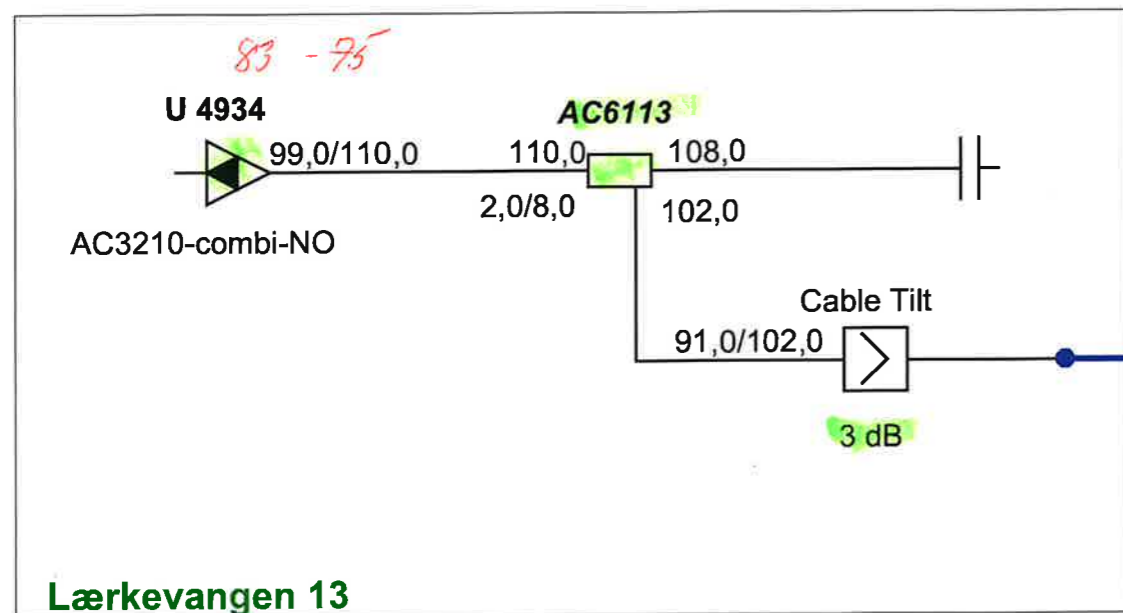 83 - 75
U 4934
AC6113
99,0/110,0
110,0
108,0
2,0/8,0
102,0
AC3210-combi-NO
Cable Tilt
91,0/102,0
3 dB
Lærkevangen 13